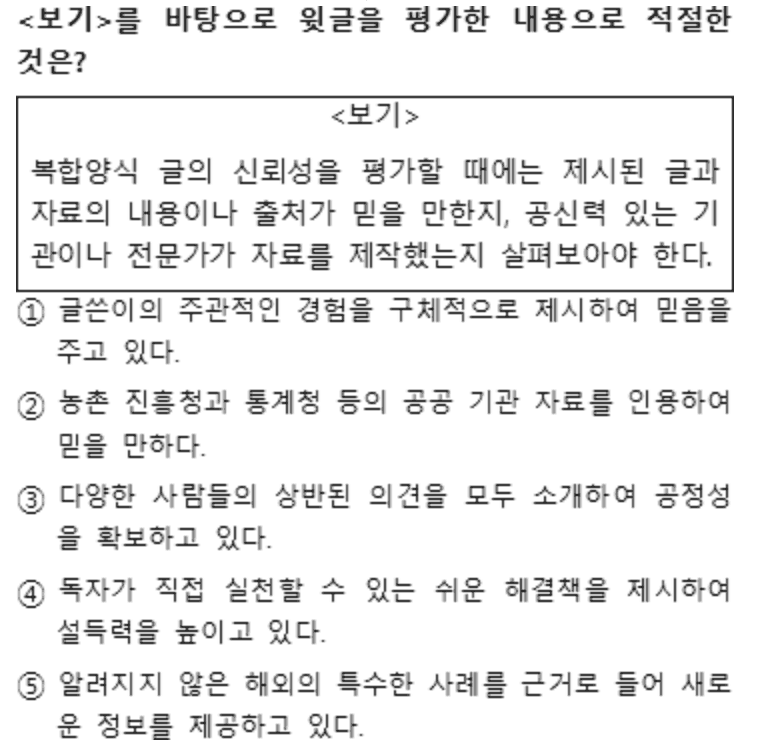 <보기>를 바탕으로 윗글을 평가한 내용으로 적절한
것은?
<보기>
복합양식 글의 신뢰성을 평가할 때에는 제시된 글과
자료의 내용이나 출처가 믿을 만한지, 공신력 있는 기
관이나 전문가가 자료를 제작했는지 살펴보아야 한다.
① 글쓴이의 주관적인 경험을 구체적으로 제시하여 믿음을
주고 있다.
② 농촌 진흥청과 통계청 등의 공공 기관 자료를 인용하여
믿을 만하다.
③ 다양한 사람들의 상반된 의견을 모두 소개하여 공정성
을 확보하고 있다.
④ 독자가 직접 실천할 수 있는 쉬운 해결책을 제시하여
설득력을 높이고 있다.
⑤ 알려지지 않은 해외의 특수한 사례를 근거로 들어 새로
운 정보를 제공하고 있다.